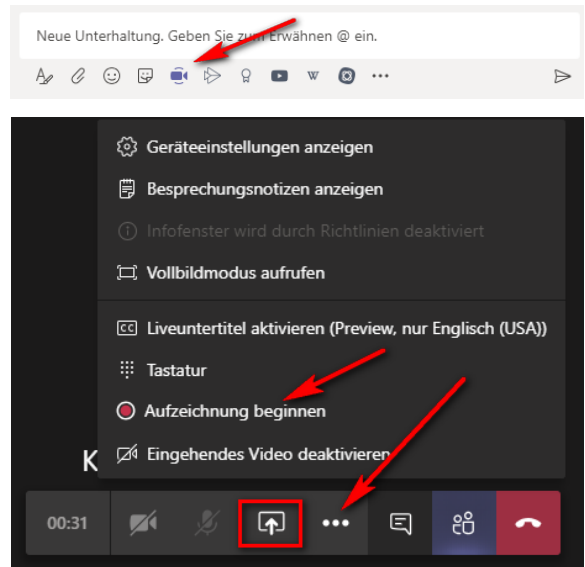 Neue Unterhaltung. Geben Sie zum Erwähnen @ ein.
W
Geräteeinstellungen anzeigen
Besprechungsnotizen anzeigen
Infofenster wird durch Richtlinien deaktiviert
Vollbildmodus aufrufen
CC Liveuntertitel aktivieren (Preview, nur Englisch (USA))
Tastatur
Aufzeichnung beginnen
Eingehendes Video deaktivieren
K
00:31